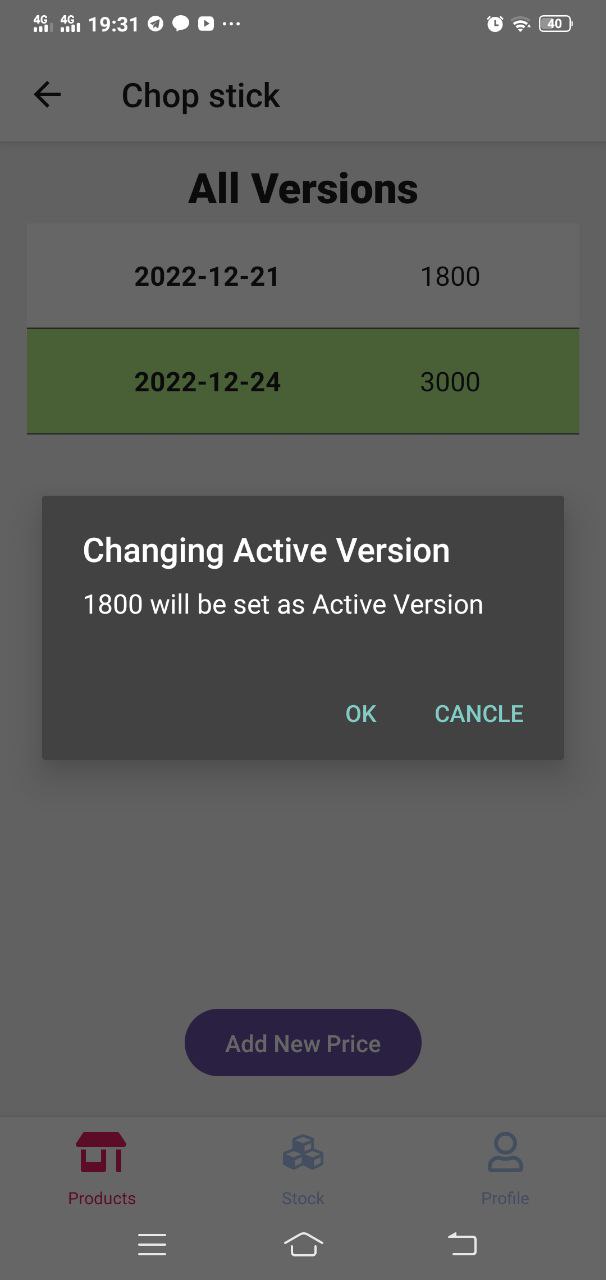 4G 4G 19:31 40
Chop stick
All Versions
2022-12-21 1800
2022-12-24 3000
Changing Active Version
1800 will be set as Active Version
OK CANCLE
Add New Price
Products Stock Profile